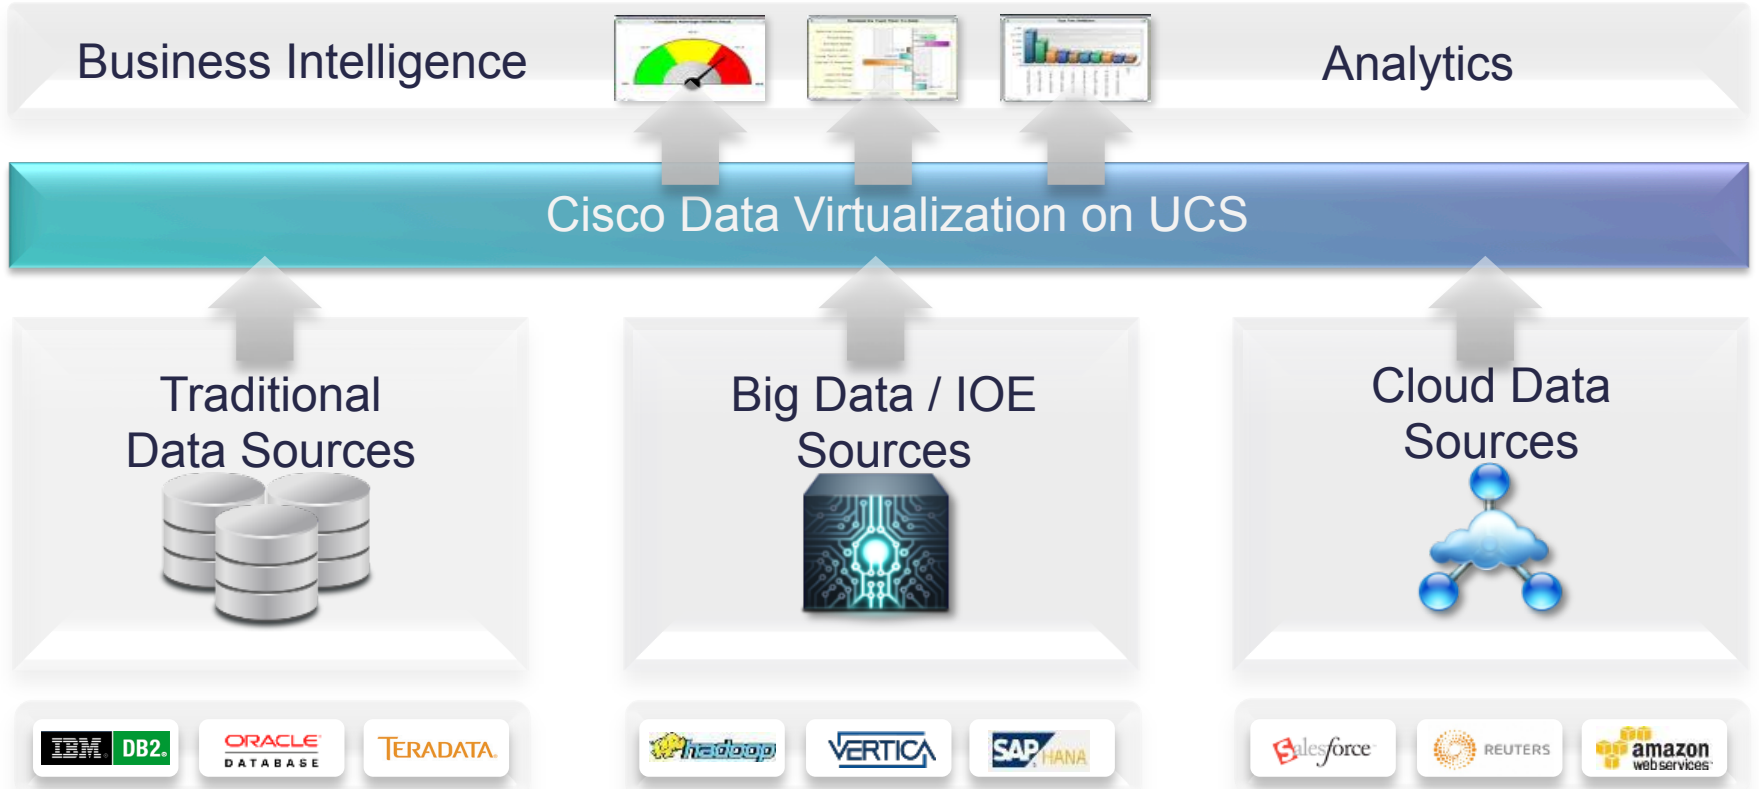 Business Intelligence
Analytics
Cisco Data Virtualization on UCS
Traditional
Data Sources
Big Data / IOE
Sources
Cloud Data
Sources
IBM. DB2.
ORACLE
DATABASE
TERADATA.
hadoop
VERTICA
SAP HANA
salesforce
REUTERS
amazon
webservices